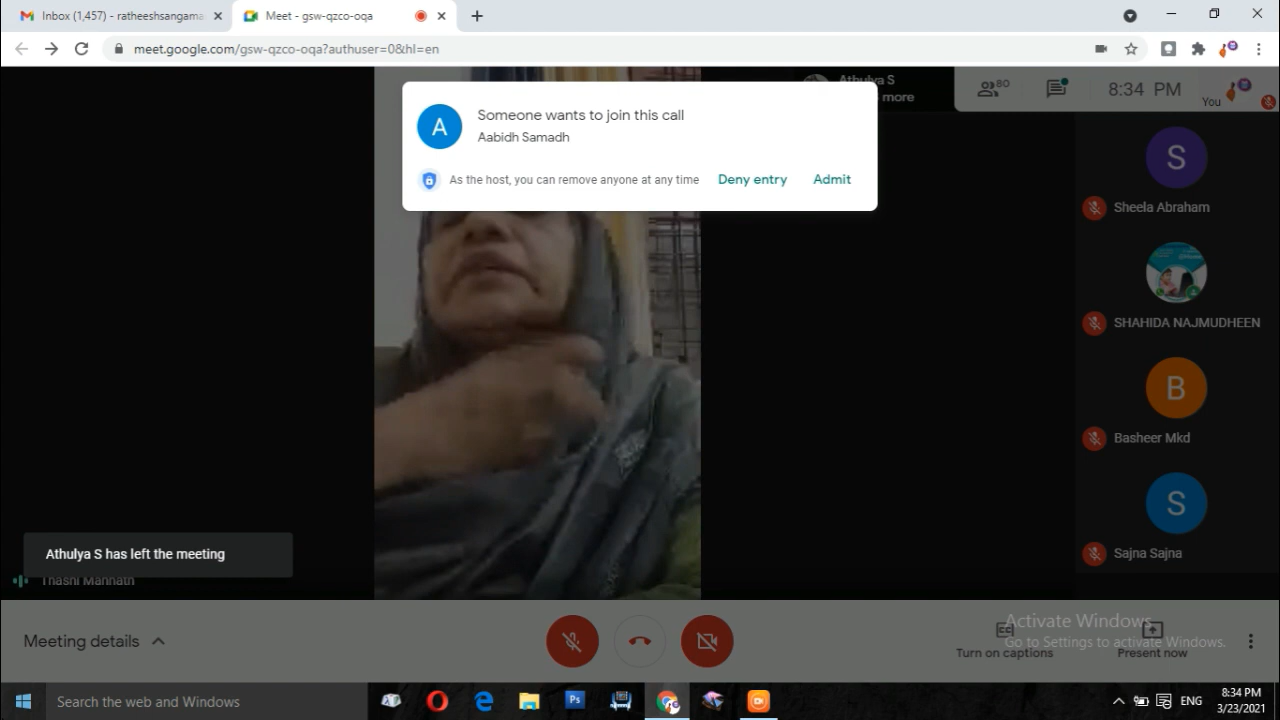 Inbox (1,457) - ratheeshsangama
Meet - gsw-qzco-oqa
meet.google.com/gsw-qzco-oqa?authuser=0&hl=en
Someone wants to join this call
A
Aabidh Samadh
As the host, you can remove anyone at any time
Deny entry
Admit
Athulya S
more
80
8:34 PM
You
S
Sheela Abraham
SHAHIDA NAJMUDHEEN
B
Basheer Mkd
S
Sajna Sajna
Athulya S has left the meeting
Thasni Mannath
Meeting details
Turn on captions
Present now
Activate Windows
Go to Settings to activate Windows.
Search the web and Windows
Ps
ENG
8:34 PM
3/23/2021